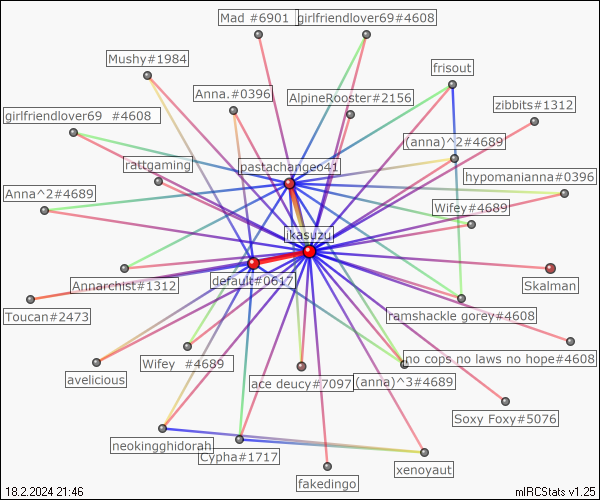 Mad #6901
girlfriendlover69#4608
Mushy#1984
frisout
Anna.#0396
AlpineRooster#2156
zibbits#1312
girlfriendlover69 #4608
(anna)^2#4689
rattgaming
pastachangeo41
hypomanianna#0396
Anna^2#4689
Wifey#4689
ikasuzu
default#0617
Annarchist#1312
Skalman
Toucan#2473
ramshackle gorey#4608
Wifey #4689
no cops no laws no hope#4608
avelicious
ace deucy#7097
(anna)^3#4689
Soxy Foxy#5076
neokingghidorah
Cypha#1717
xenoyaut
fakedingo
18.2.2024 21:46
mIRCStats v1.25